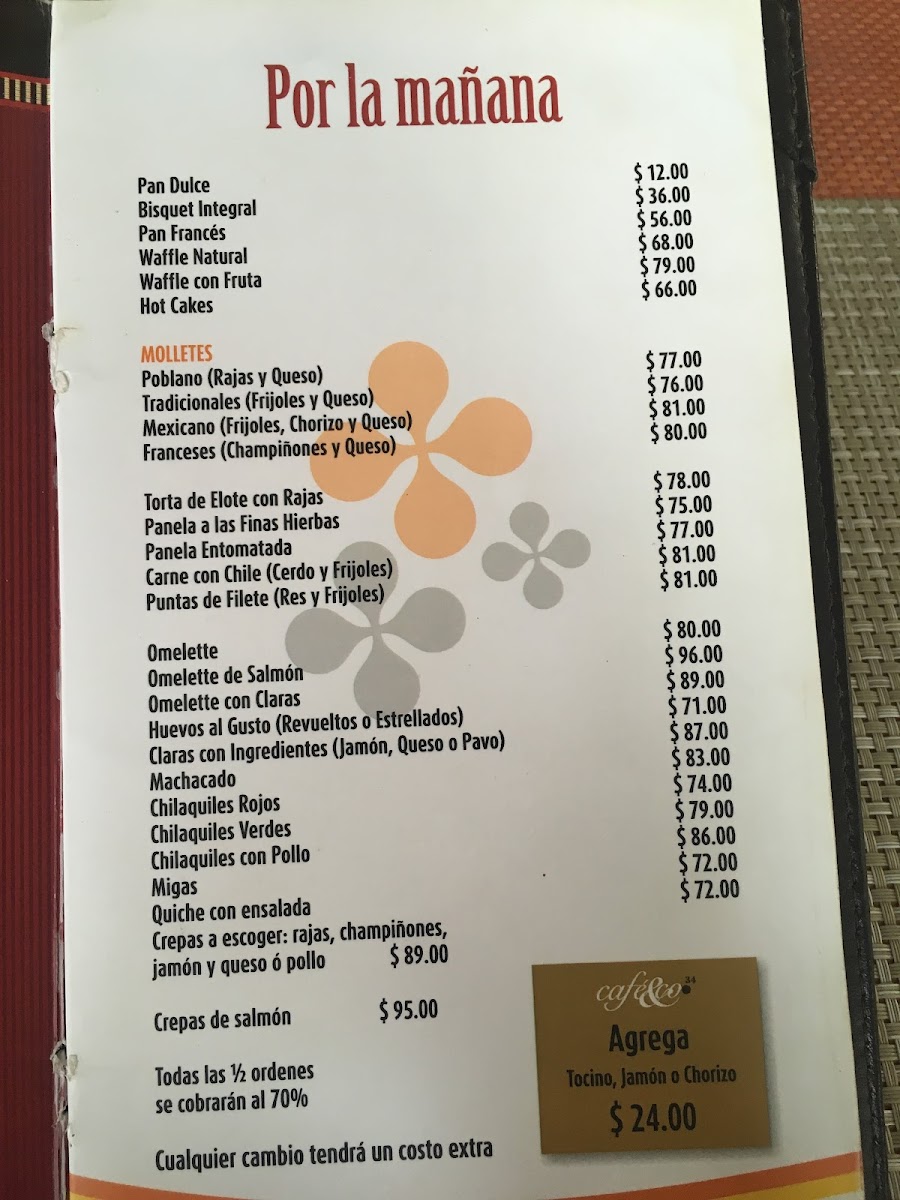 Por la mañana
Pan Dulce $ 12.00
Bisquet Integral $ 36.00
Pan Francés $ 56.00
Waffle Natural $ 68.00
Waffle con Fruta $ 79.00
Hot Cakes $ 66.00
MOLLETES
Poblano (Rajas y Queso) $ 77.00
Tradicionales (Frijoles y Queso) $ 76.00
Mexicano (Frijoles, Chorizo y Queso) $ 81.00
Franceses (Champiñones y Queso) $ 80.00
Torta de Elote con Rajas $ 78.00
Panela a las Finas Hierbas $ 75.00
Panela Entomatada $ 77.00
Carne con Chile (Cerdo y Frijoles) $ 81.00
Puntas de Filete (Res y Frijoles) $ 81.00
Omelette $ 80.00
Omelette de Salmón $ 96.00
Omelette con Claras $ 89.00
Huevos al Gusto (Revueltos o Estrellados) $ 71.00
Claras con Ingredientes (Jamón, Queso o Pavo) $ 87.00
Machacado $ 83.00
Chilaquiles Rojos $ 74.00
Chilaquiles Verdes $ 79.00
Chilaquiles con Pollo $ 86.00
Migas $ 72.00
Quiche con ensalada $ 72.00
Crepas a escoger: rajas, champiñones,
jamón y queso ó pollo $ 89.00
Crepas de salmón $ 95.00
Todas las ½ ordenes
se cobrarán al 70%
Cualquier cambio tendrá un costo extra
café&co 34
Agrega
Tocino, Jamón o Chorizo
$ 24.00